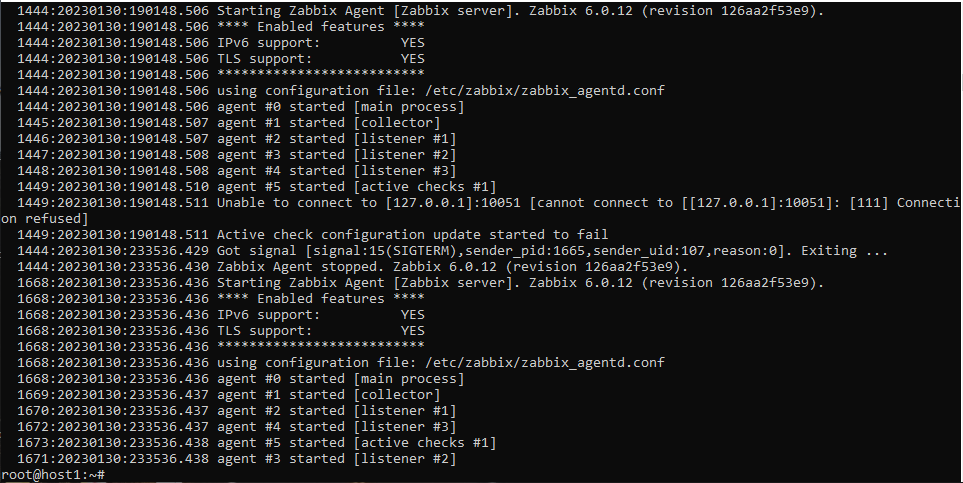 1444:20230130:190148.506 Starting Zabbix Agent [Zabbix server]. Zabbix 6.0.12 (revision 126aa2f53e9).
1444:20230130:190148.506 **** Enabled features ****
1444:20230130:190148.506 IPv6 support:          YES
1444:20230130:190148.506 TLS support:           YES
1444:20230130:190148.506 **************************
1444:20230130:190148.506 using configuration file: /etc/zabbix/zabbix_agentd.conf
1444:20230130:190148.506 agent #0 started [main process]
1445:20230130:190148.507 agent #1 started [collector]
1446:20230130:190148.507 agent #2 started [listener #1]
1447:20230130:190148.508 agent #3 started [listener #2]
1448:20230130:190148.508 agent #4 started [listener #3]
1449:20230130:190148.510 agent #5 started [active checks #1]
1449:20230130:190148.511 Unable to connect to [127.0.0.1]:10051 [cannot connect to [[127.0.0.1]:10051]: [111] Connecti
on refused]
1449:20230130:190148.511 Active check configuration update started to fail
1444:20230130:233536.429 Got signal [signal:15(SIGTERM),sender_pid:1665,sender_uid:107,reason:0]. Exiting ...
1444:20230130:233536.430 Zabbix Agent stopped. Zabbix 6.0.12 (revision 126aa2f53e9).
1668:20230130:233536.436 Starting Zabbix Agent [Zabbix server]. Zabbix 6.0.12 (revision 126aa2f53e9).
1668:20230130:233536.436 **** Enabled features ****
1668:20230130:233536.436 IPv6 support:          YES
1668:20230130:233536.436 TLS support:           YES
1668:20230130:233536.436 **************************
1668:20230130:233536.436 using configuration file: /etc/zabbix/zabbix_agentd.conf
1668:20230130:233536.436 agent #0 started [main process]
1669:20230130:233536.437 agent #1 started [collector]
1670:20230130:233536.437 agent #2 started [listener #1]
1672:20230130:233536.437 agent #4 started [listener #3]
1673:20230130:233536.438 agent #5 started [active checks #1]
1671:20230130:233536.438 agent #3 started [listener #2]
root@host1:~#